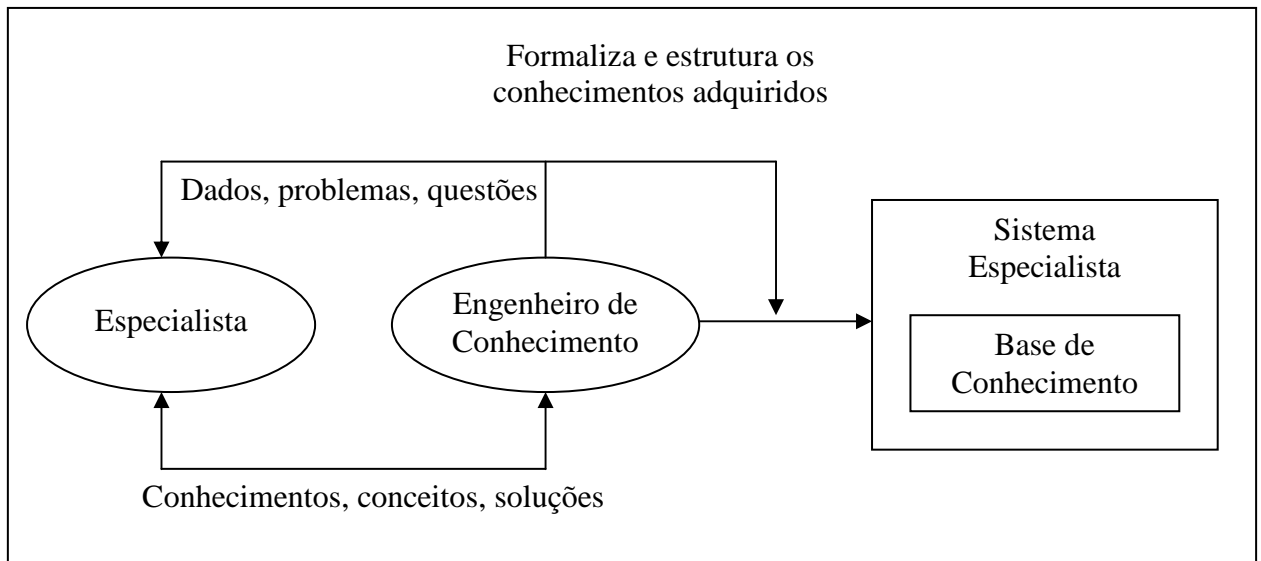 Formaliza e estrutura os
conhecimentos adquiridos
Dados, problemas, questões
Especialista
Engenheiro de
Conhecimento
Sistema
Especialista
Base de
Conhecimento
Conhecimentos, conceitos, soluções